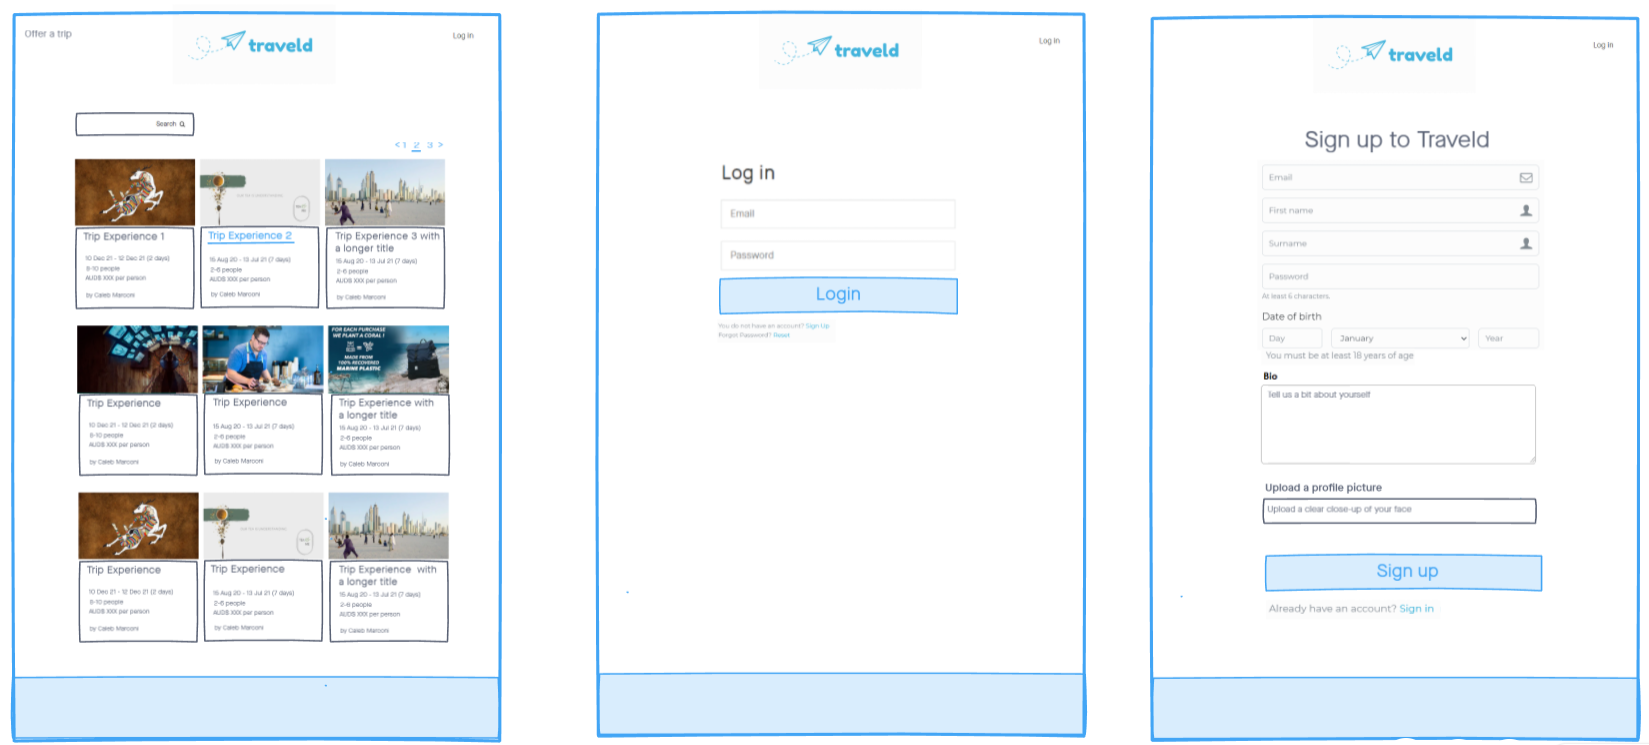 Offer a trip
traveld
Log in
Search
< 1 2 3 >
Trip Experience 1
10 Dec 21 - 12 Dec 21 (2 days)
8-10 people
AUD$ XXX per person
by Caleb Marconi
Trip Experience 2
15 Aug 20 - 13 Jul 21 (7 days)
2-6 people
AUD$ XXX per person
by Caleb Marconi
Trip Experience 3 with
a longer title
15 Aug 20 - 13 Jul 21 (7 days)
2-6 people
AUD$ XXX per person
by Caleb Marconi
FOR EACH PURCHASE
WE PLANT A CORAL !
MADE FROM
100% RECOVERED
MARINE PLASTIC
Trip Experience
10 Dec 21 - 12 Dec 21 (2 days)
8-10 people
AUD$ XXX per person
by Caleb Marconi
Trip Experience
15 Aug 20 - 13 Jul 21 (7 days)
2-6 people
AUD$ XXX per person
by Caleb Marconi
Trip Experience with
a longer title
15 Aug 20 - 13 Jul 21 (7 days)
2-6 people
AUD$ XXX per person
by Caleb Marconi
Trip Experience
10 Dec 21 - 12 Dec 21 (2 days)
8-10 people
AUD$ XXX per person
by Caleb Marconi
Trip Experience
15 Aug 20 - 13 Jul 21 (7 days)
2-6 people
AUD$ XXX per person
by Caleb Marconi
Trip Experience with
a longer title
15 Aug 20 - 13 Jul 21 (7 days)
2-6 people
AUD$ XXX per person
by Caleb Marconi
traveld
Log in
Log in
Email
Password
Login
You do not have an account? Sign Up
Forgot Password? Reset
traveld
Log in
Sign up to Traveld
Email
First name
Surname
Password
At least 6 characters.
Date of birth
Day January Year
You must be at least 18 years of age
Bio
Tell us a bit about yourself
Upload a profile picture
Upload a clear close-up of your face
Sign up
Already have an account? Sign in